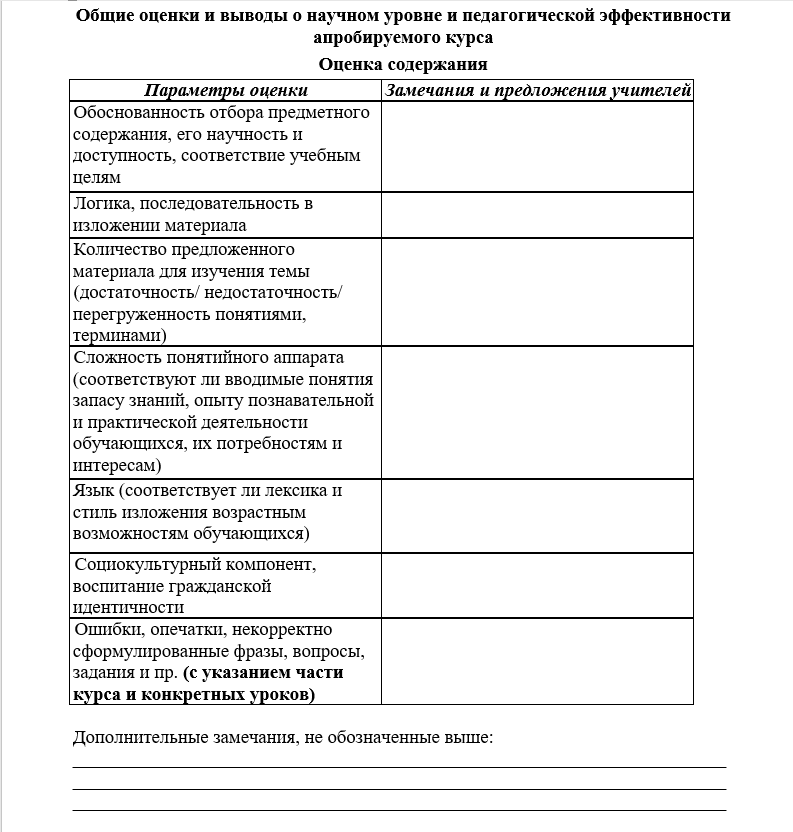 Общие оценки и выводы о научном уровне и педагогической эффективности
апробируемого курса
Оценка содержания
Параметры оценки
Замечания и предложения учителей
Обоснованность отбора предметного
содержания, его научность и
доступность, соответствие учебным
целям
Логика, последовательность в
изложении материала
Количество предложенного
материала для изучения темы
(достаточность/ недостаточность/
перегруженность понятиями,
терминами)
Сложность понятийного аппарата
(соответствуют ли вводимые понятия
запасу знаний, опыту познавательной
и практической деятельности
обучающихся, их потребностям и
интересам)
Язык (соответствует ли лексика и
стиль изложения возрастным
возможностям обучающихся)
Социокультурный компонент,
воспитание гражданской
идентичности
Ошибки, опечатки, некорректно
сформулированные фразы, вопросы,
задания и пр. (с указанием части
курса и конкретных уроков)
Дополнительные замечания, не обозначенные выше: